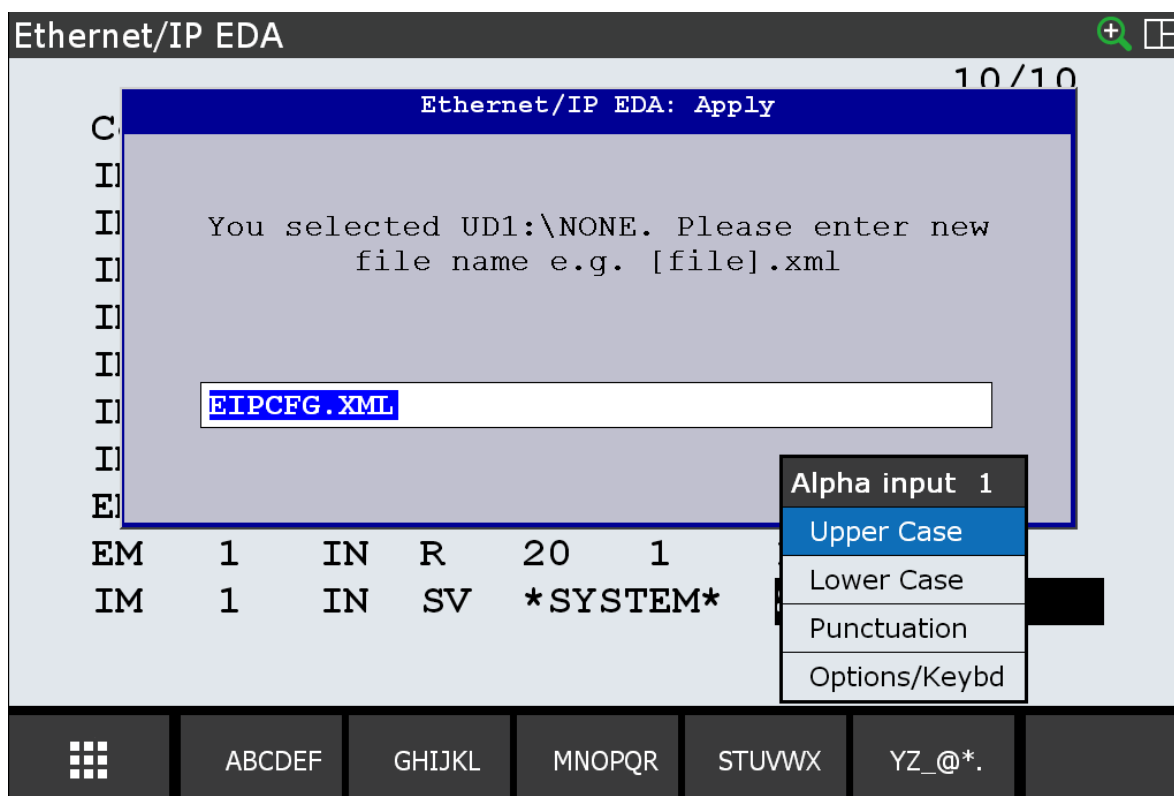 Ethernet/IP EDA
10/10
Ethernet/IP EDA: Apply
You selected UD1:\NONE. Please enter new
file name e.g. [file].xml
EIPCFG.XML
Alpha input 1
Upper Case
Lower Case
Punctuation
Options/Keybd
EM 1 IN R 20 1
IM 1 IN SV *SYSTEM*
ABCDEF GHIJKL MNOPQR STUVWX YZ_@*.